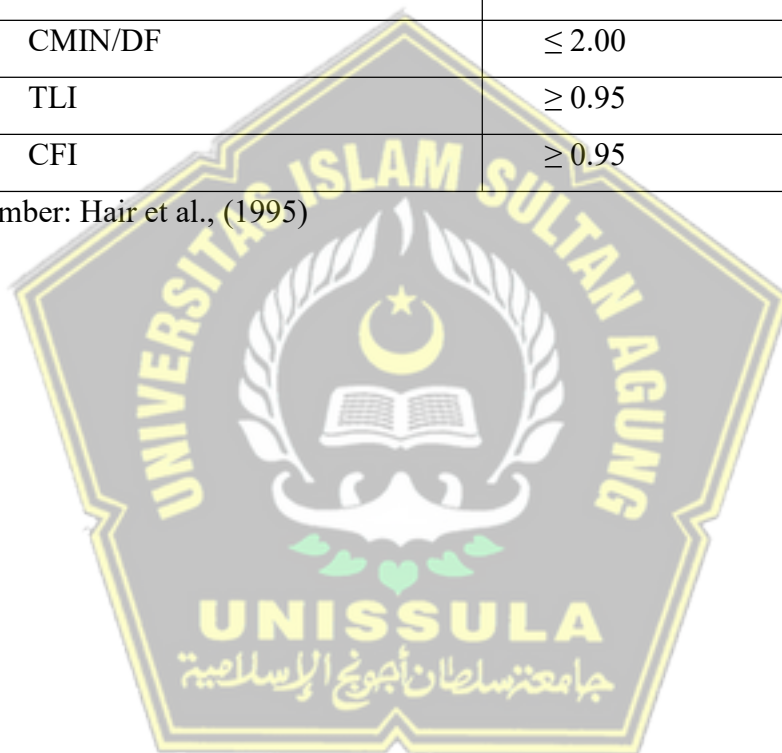 CMIN/DF ≤ 2.00
TLI ≥ 0.95
CFI ≥ 0.95
mber: Hair et al., (1995)
UNIVERSITAS ISLAM SULTAN AGUNG
UNISSULA
جامعتنسلطان أجونج الإسلامية